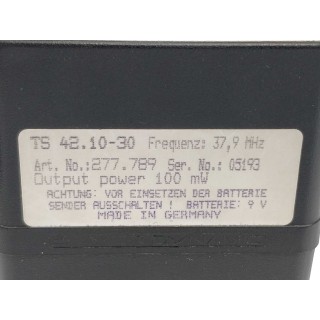 TS 42.10-30 Frequenz: 37,9 MHz
Art. No.:277.789 Ser. No.: 05193
Output power 100 mW
ACHTUNG: VOR EINSETZEN DER BATTERIE
SENDER AUSSCHALTEN ! BATTERIE: 9 V
MADE IN GERMANY